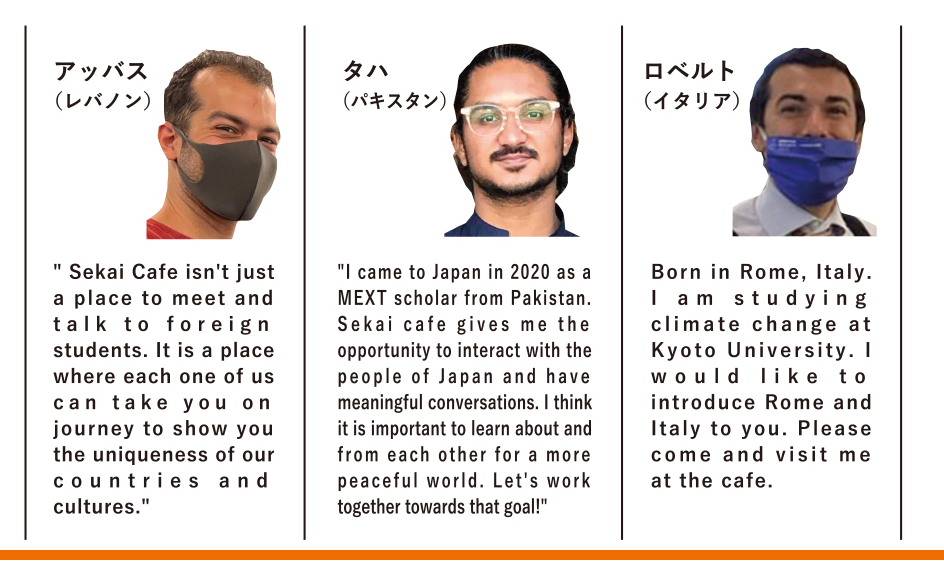 アッバス
（レバノン）
" Sekai Cafe isn't just
a place to meet and
talk to foreign
students. It is a place
where each one of us
can take you on
journey to show you
the uniqueness of our
countries and
cultures."
タハ
（パキスタン）
"I came to Japan in 2020 as a
MEXT scholar from Pakistan.
Sekai cafe gives me the
opportunity to interact with the
people of Japan and have
meaningful conversations. I think
it is important to learn about and
from each other for a more
peaceful world. Let's work
together towards that goal!"
ロベルト
（イタリア）
Born in Rome, Italy.
I am studying
climate change at
Kyoto University. I
would like to
introduce Rome and
Italy to you. Please
come and visit me
at the cafe.